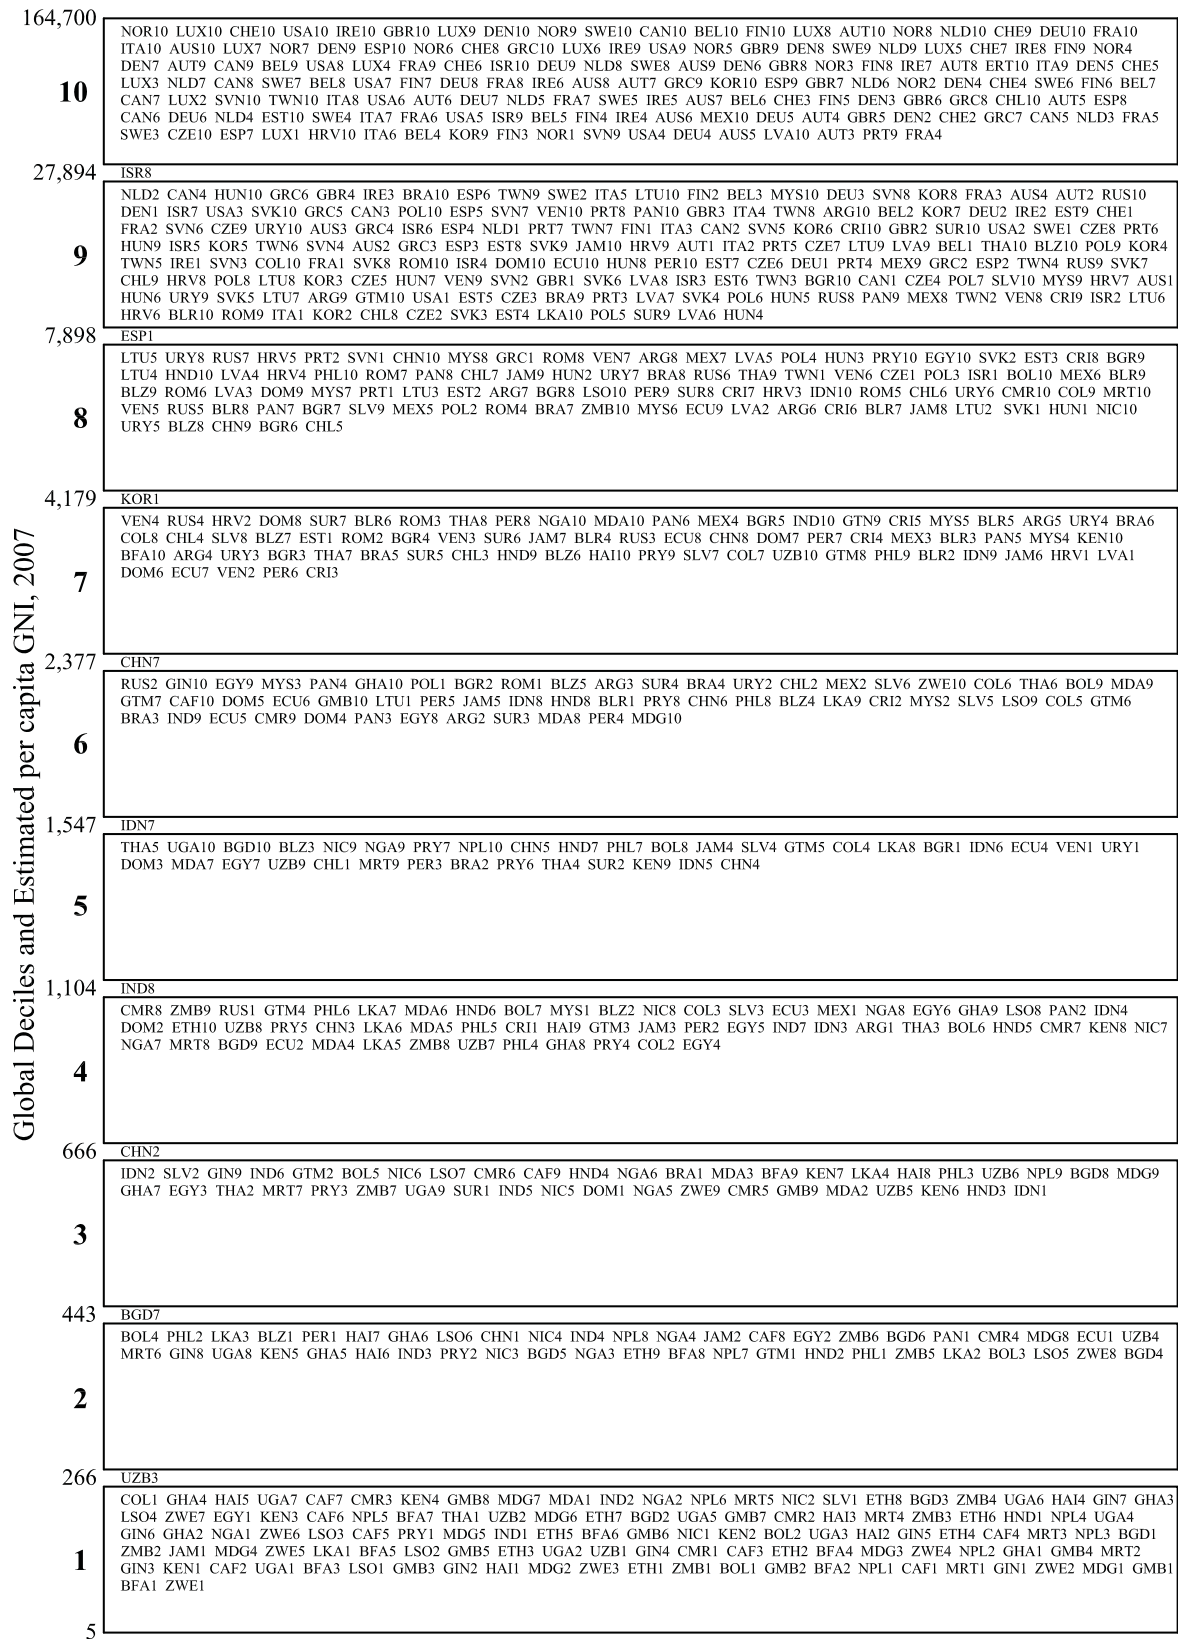 164,700
NOR10 LUX10 CHE10 USA10 IRE10 GBR10 LUX9 DEN10 NOR9 SWE10 CAN10 BEL10 FIN10 LUX8 AUT10 NOR8 NLD10 CHE9 DEU10 FRA10
ITA10 AUS10 LUX7 NOR7 DEN9 ESP10 NOR6 CHE8 GRC10 LUX6 IRE9 USA9 NOR5 GBR9 DEN8 SWE9 NLD9 LUX5 CHE7 IRE8 FIN9 NOR4
DEN7 AUT9 CAN9 BEL9 USA8 LUX4 FRA9 CHE6 ISR10 DEU9 NLD8 SWE8 AUS9 DEN6 GBR8 NOR3 FIN8 IRE7 AUT8 ERT10 ITA9 DEN5 CHE5
LUX3 NLD7 CAN8 SWE7 BEL8 USA7 FIN7 DEU8 FRA8 IRE6 AUS8 AUT7 GRC9 KOR10 ESP9 GBR7 NLD6 NOR2 DEN4 CHE4 SWE6 FIN6 BEL7
10
CAN7 LUX2 SVN10 TWN10 ITA8 USA6 AUT6 DEU7 NLD5 FRA7 SWE5 IRE5 AUS7 BEL6 CHE3 FIN5 DEN3 GBR6 GRC8 CHL10 AUT5 ESP8
CAN6 DEU6 NLD4 EST10 SWE4 ITA7 FRA6 USA5 ISR9 BEL5 FIN4 IRE4 AUS6 MEX10 DEU5 AUT4 GBR5 DEN2 CHE2 GRC7 CAN5 NLD3 FRA5
SWE3 CZE10 ESP7 LUX1 HRV10 ITA6 BEL4 KOR9 FIN3 NOR1 SVN9 USA4 DEU4 AUS5 LVA10 AUT3 PRT9 FRA4
27,894
ISR8
NLD2 CAN4 HUN10 GRC6 GBR4 IRE3 BRA10 ESP6 TWN9 SWE2 ITA5 LTU10 FIN2 BEL3 MYS10 DEU3 SVN8 KOR8 FRA3 AUS4 AUT2 RUS10
DEN1 ISR7 USA3 SVK10 GRC5 CAN3 POL10 ESP5 SVN7 VEN10 PRT8 PAN10 GBR3 ITA4 TWN8 ARG10 BEL2 KOR7 DEU2 IRE2 EST9 CHE1
FRA2 SVN6 CZE9 URY10 AUS3 GRC4 ISR6 ESP4 NLD1 PRT7 TWN7 FIN1 ITA3 CAN2 SVN5 KOR6 CRI10 GBR2 SUR10 USA2 SWE1 CZE8 PRT6
HUN9 ISR5 KOR5 TWN6 SVN4 AUS2 GRC3 ESP3 EST8 SVK9 JAM10 HRV9 AUT1 ITA2 PRT5 CZE7 LTU9 LVA9 BEL1 THA10 BLZ10 POL9 KOR4
9
TWN5 IRE1 SVN3 COL10 FRA1 SVK8 ROM10 ISR4 DOM10 ECU10 HUN8 PER10 EST7 CZE6 DEU1 PRT4 MEX9 GRC2 ESP2 TWN4 RUS9 SVK7
CHL9 HRV8 POL8 LTU8 KOR3 CZE5 HUN7 VEN9 SVN2 GBR1 SVK6 LVA8 ISR3 EST6 TWN3 BGR10 CAN1 CZE4 POL7 SLV10 MYS9 HRV7 AUS1
HUN6 URY9 SVK5 LTU7 ARG9 GTM10 USA1 EST5 CZE3 BRA9 PRT3 LVA7 SVK4 POL6 HUN5 RUS8 PAN9 MEX8 TWN2 VEN8 CRI9 ISR2 LTU6
HRV6 BLR10 ROM9 ITA1 KOR2 CHL8 CZE2 SVK3 EST4 LKA10 POL5 SUR9 LVA6 HUN4
7,898
ESP1
LTU5 URY8 RUS7 HRV5 PRT2 SVN1 CHN10 MYS8 GRC1 ROM8 VEN7 ARG8 MEX7 LVA5 POL4 HUN3 PRY10 EGY10 SVK2 EST3 CRI8 BGR9
LTU4 HND10 LVA4 HRV4 PHL10 ROM7 PAN8 CHL7 JAM9 HUN2 URY7 BRA8 RUS6 THA9 TWN1 VEN6 CZE1 POL3 ISR1 BOL10 MEX6 BLR9
BLZ9 ROM6 LVA3 DOM9 MYS7 PRT1 LTU3 EST2 ARG7 BGR8 LSO10 PER9 SUR8 CRI7 HRV3 IDN10 ROM5 CHL6 URY6 CMR10 COL9 MRT10
VEN5 RUS5 BLR8 PAN7 BGR7 SLV9 MEX5 POL2 ROM4 BRA7 ZMB10 MYS6 ECU9 LVA2 ARG6 CRI6 BLR7 JAM8 LTU2 SVK1 HUN1 NIC10
8
URY5 BLZ8 CHN9 BGR6 CHL5
4,179
KOR1
VEN4 RUS4 HRV2 DOM8 SUR7 BLR6 ROM3 THA8 PER8 NGA10 MDA10 PAN6 MEX4 BGR5 IND10 GTN9 CRI5 MYS5 BLR5 ARG5 URY4 BRA6
COL8 CHL4 SLV8 BLZ7 EST1 ROM2 BGR4 VEN3 SUR6 JAM7 BLR4 RUS3 ECU8 CHN8 DOM7 PER7 CRI4 MEX3 BLR3 PAN5 MYS4 KEN10
BFA10 ARG4 URY3 BGR3 THA7 BRA5 SUR5 CHL3 HND9 BLZ6 HAI10 PRY9 SLV7 COL7 UZB10 GTM8 PHL9 BLR2 IDN9 JAM6 HRV1 LVA1
DOM6 ECU7 VEN2 PER6 CRI3
7
2,377
CHN7
RUS2 GIN10 EGY9 MYS3 PAN4 GHA10 POL1 BGR2 ROM1 BLZ5 ARG3 SUR4 BRA4 URY2 CHL2 MEX2 SLV6 ZWE10 COL6 THA6 BOL9 MDA9
GTM7 CAF10 DOM5 ECU6 GMB10 LTU1 PER5 JAM5 IDN8 HND8 BLR1 PRY8 CHN6 PHL8 BLZ4 LKA9 CRI2 MYS2 SLV5 LSO9 COL5 GTM6
BRA3 IND9 ECU5 CMR9 DOM4 PAN3 EGY8 ARG2 SUR3 MDA8 PER4 MDG10
6
1,547
IDN7
THA5 UGA10 BGD10 BLZ3 NIC9 NGA9 PRY7 NPL10 CHN5 HND7 PHL7 BOL8 JAM4 SLV4 GTM5 COL4 LKA8 BGR1 IDN6 ECU4 VEN1 URY1
DOM3 MDA7 EGY7 UZB9 CHL1 MRT9 PER3 BRA2 PRY6 THA4 SUR2 KEN9 IDN5 CHN4
5
1,104
IND8
CMR8 ZMB9 RUS1 GTM4 PHL6 LKA7 MDA6 HND6 BOL7 MYS1 BLZ2 NIC8 COL3 SLV3 ECU3 MEX1 NGA8 EGY6 GHA9 LSO8 PAN2 IDN4
DOM2 ETH10 UZB8 PRY5 CHN3 LKA6 MDA5 PHL5 CRI1 HAI9 GTM3 JAM3 PER2 EGY5 IND7 IDN3 ARG1 THA3 BOL6 HND5 CMR7 KEN8 NIC7
NGA7 MRT8 BGD9 ECU2 MDA4 LKA5 ZMB8 UZB7 PHL4 GHA8 PRY4 COL2 EGY4
4
666
CHN2
IDN2 SLV2 GIN9 IND6 GTM2 BOL5 NIC6 LSO7 CMR6 CAF9 HND4 NGA6 BRA1 MDA3 BFA9 KEN7 LKA4 HAI8 PHL3 UZB6 NPL9 BGD8 MDG9
GHA7 EGY3 THA2 MRT7 PRY3 ZMB7 UGA9 SUR1 IND5 NIC5 DOM1 NGA5 ZWE9 CMR5 GMB9 MDA2 UZB5 KEN6 HND3 IDN1
3
443
BGD7
BOL4 PHL2 LKA3 BLZ1 PER1 HAI7 GHA6 LSO6 CHN1 NIC4 IND4 NPL8 NGA4 JAM2 CAF8 EGY2 ZMB6 BGD6 PAN1 CMR4 MDG8 ECU1 UZB4
MRT6 GIN8 UGA8 KEN5 GHA5 HAI6 IND3 PRY2 NIC3 BGD5 NGA3 ETH9 BFA8 NPL7 GTM1 HND2 PHL1 ZMB5 LKA2 BOL3 LSO5 ZWE8 BGD4
2
266
UZB3
COL1 GHA4 HAI5 UGA7 CAF7 CMR3 KEN4 GMB8 MDG7 MDA1 IND2 NGA2 NPL6 MRT5 NIC2 SLV1 ETH8 BGD3 ZMB4 UGA6 HAI4 GIN7 GHA3
LSO4 ZWE7 EGY1 KEN3 CAF6 NPL5 BFA7 THA1 UZB2 MDG6 ETH7 BGD2 UGA5 GMB7 CMR2 HAI3 MRT4 ZMB3 ETH6 HND1 NPL4 UGA4
GIN6 GHA2 NGA1 ZWE6 LSO3 CAF5 PRY1 MDG5 IND1 ETH5 BFA6 GMB6 NIC1 KEN2 BOL2 UGA3 HAI2 GIN5 ETH4 CAF4 MRT3 NPL3 BGD1
ZMB2 JAM1 MDG4 ZWE5 LKA1 BFA5 LSO2 GMB5 ETH3 UGA2 UZB1 GIN4 CMR1 CAF3 ETH2 BFA4 MDG3 ZWE4 NPL2 GHA1 GMB4 MRT2
1
GIN3 KEN1 CAF2 UGA1 BFA3 LSO1 GMB3 GIN2 HAI1 MDG2 ZWE3 ETH1 ZMB1 BOL1 GMB2 BFA2 NPL1 CAF1 MRT1 GIN1 ZWE2 MDG1 GMB1
BFA1 ZWE1
5
Global Deciles and Estimated per capita GNI, 2007